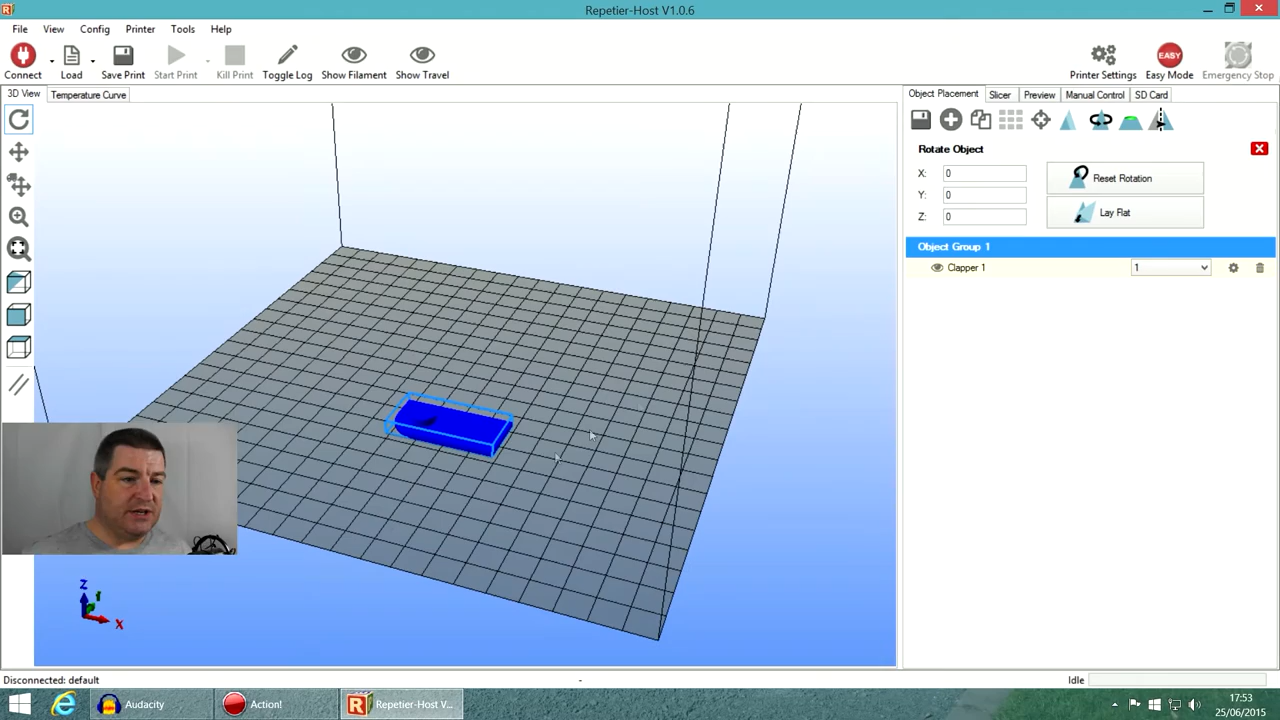 Repetier-Host V1.0.6
File View Config Printer Tools Help
Connect Load Save Print Start Print Kill Print Toggle Log Show Filament Show Travel Printer Settings Easy Mode Emergency Stop
EASY
3D View Temperature Curve
Object Placement Slicer Preview Manual Control SD Card
Rotate Object
X: 0 Reset Rotation
Y: 0
Z: 0 Lay Flat
Object Group 1
Clapper 1 1
Z
Y
X
Disconnected: default - Idle
Audacity Action! Repetier-Host V...
17:53
25/06/2015